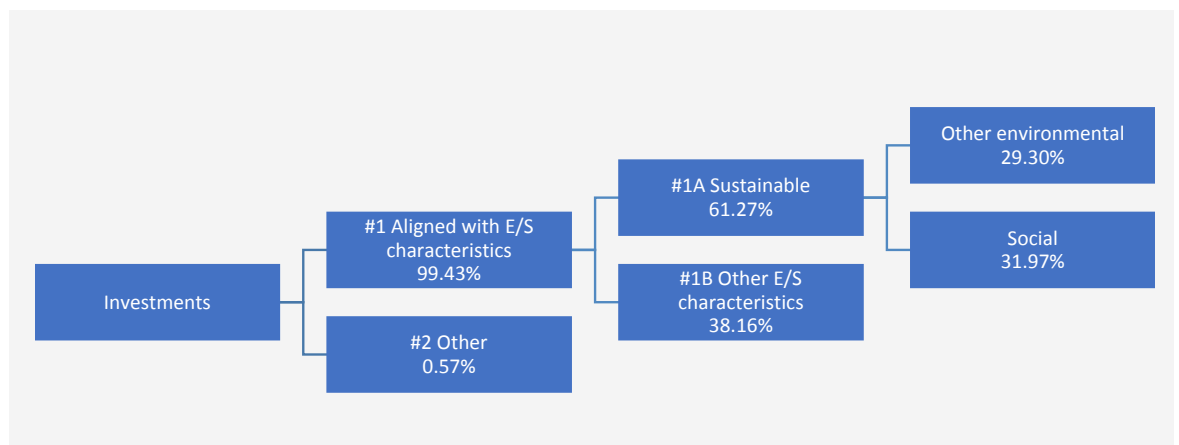 Investments
#1 Aligned with E/S
characteristics
99.43%
#2 Other
0.57%
#1A Sustainable
61.27%
#1B Other E/S
characteristics
38.16%
Other environmental
29.30%
Social
31.97%